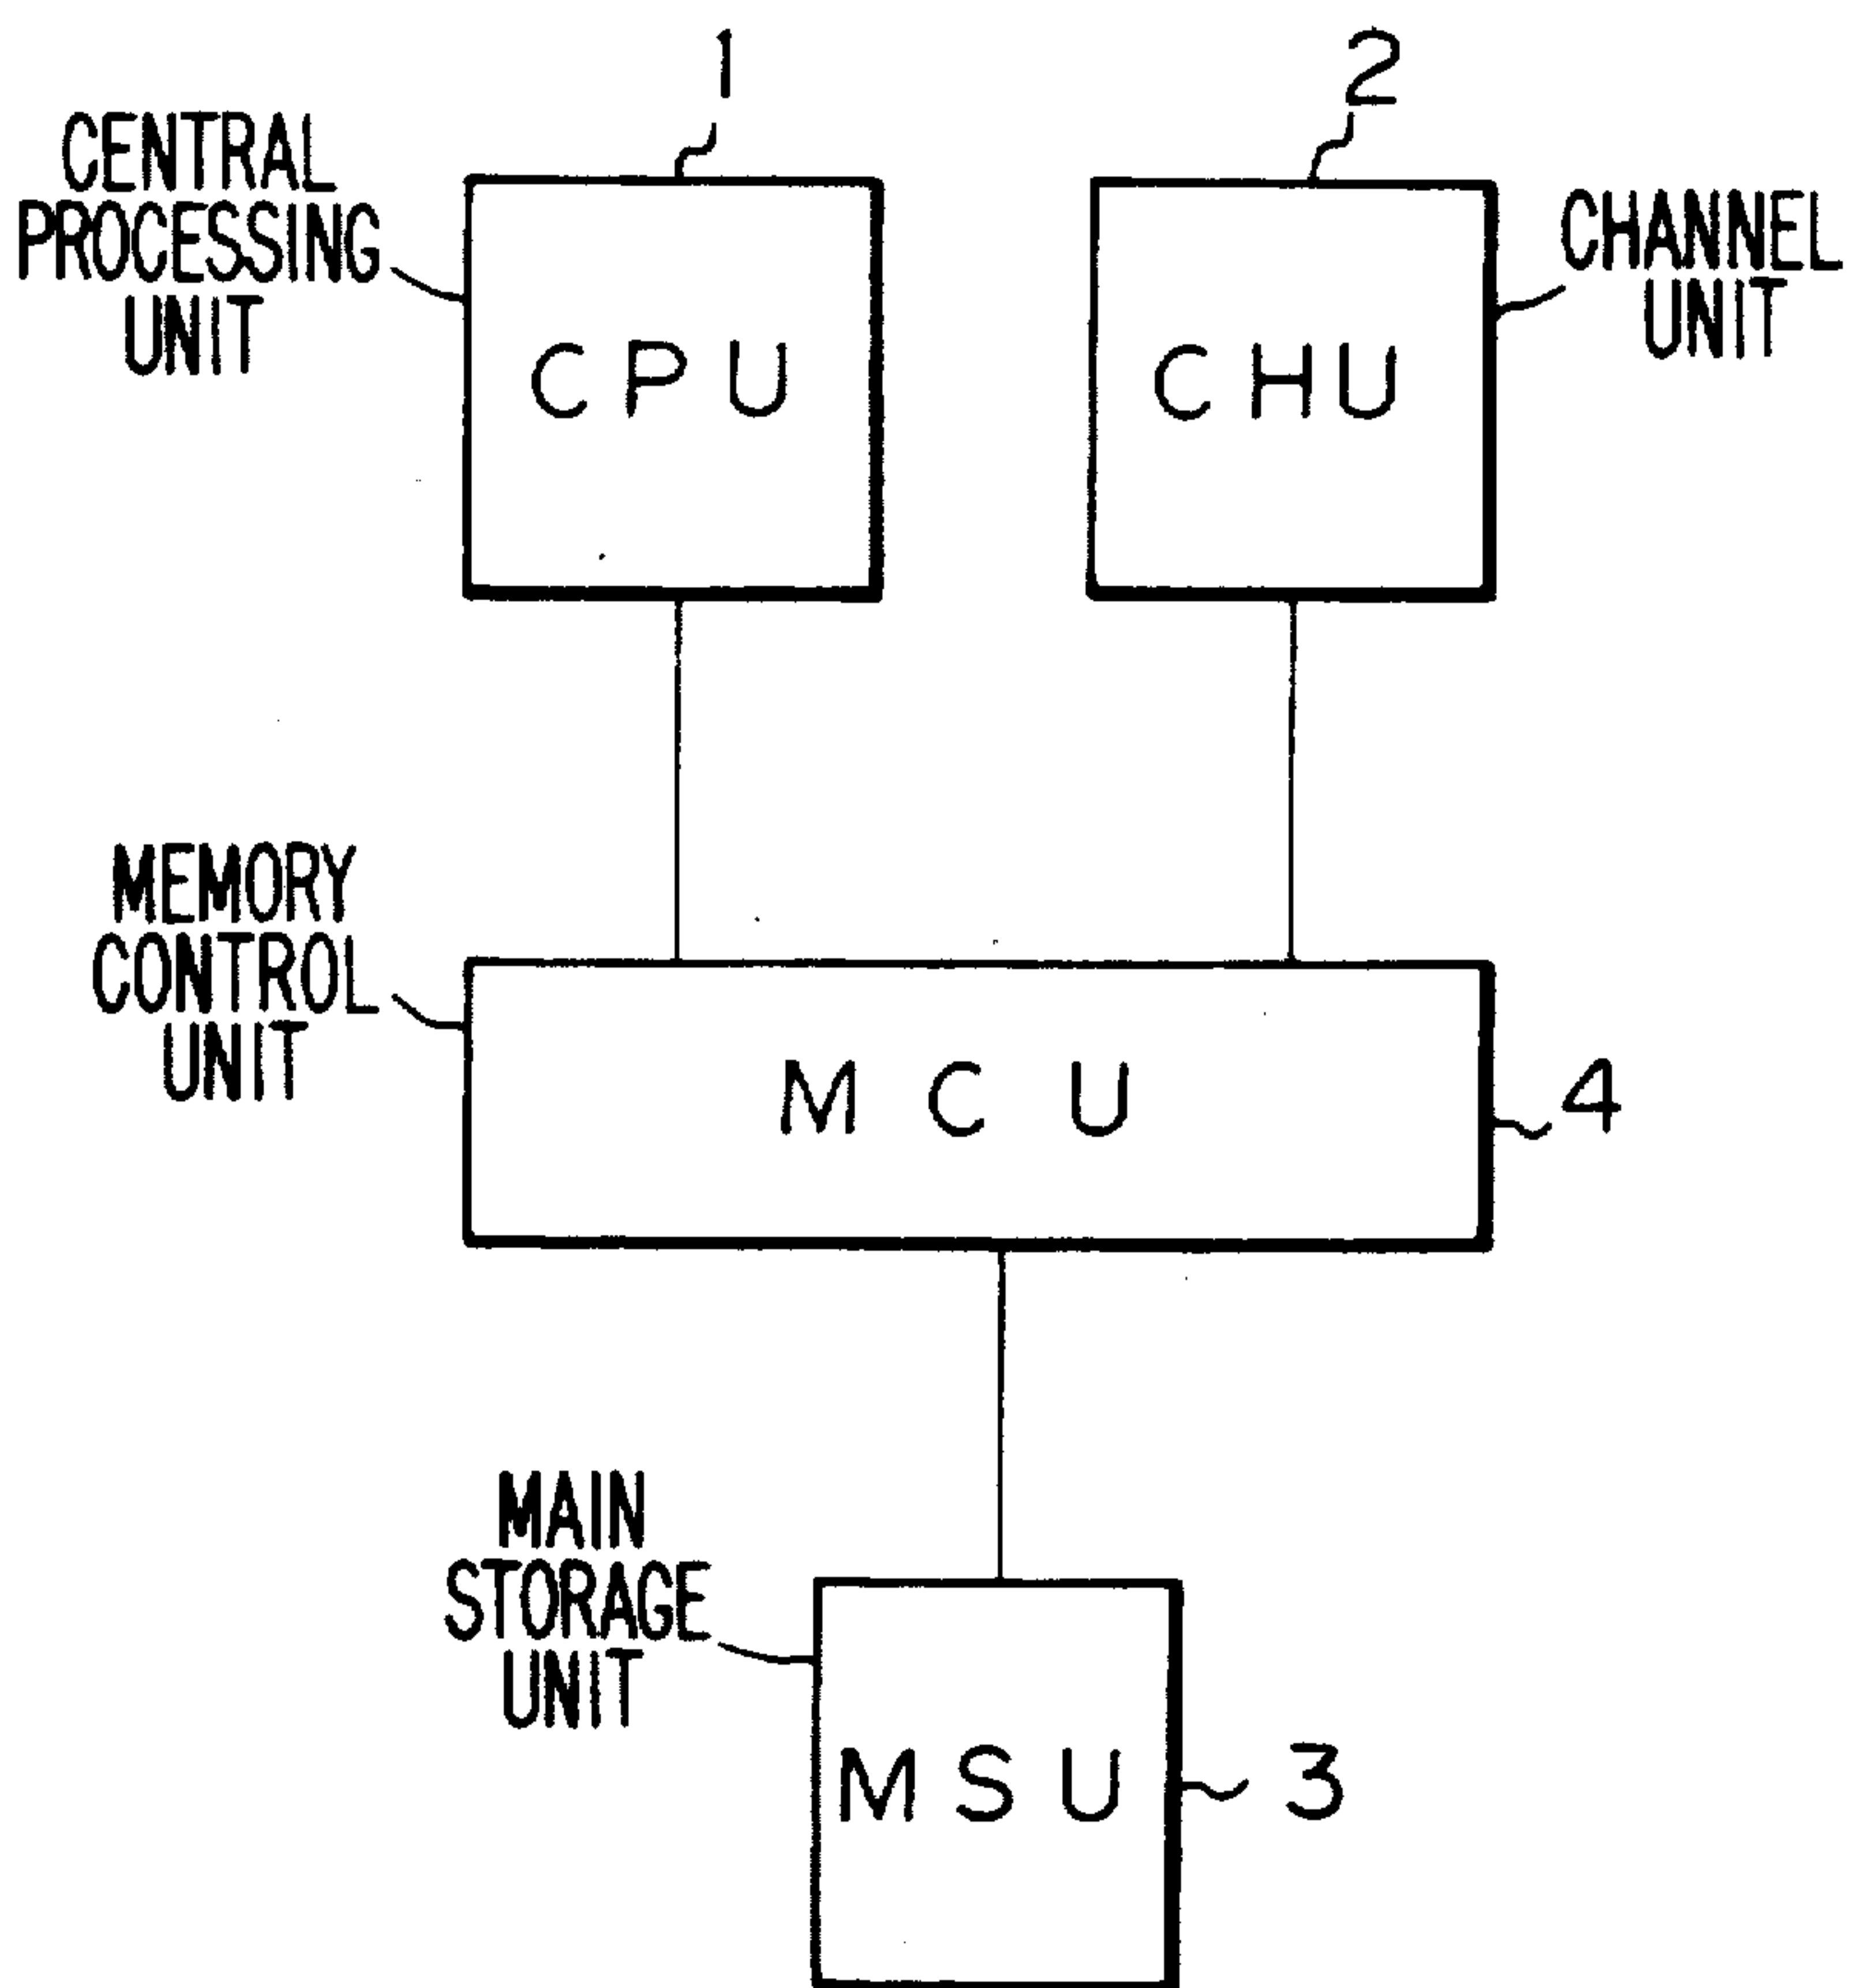 1
2
CENTRAL
PROCESSING
UNIT
CHANNEL
UNIT
CPU
CHU
MEMORY
CONTROL
UNIT
MCU
4
MAIN
STORAGE
UNIT
MSU
3